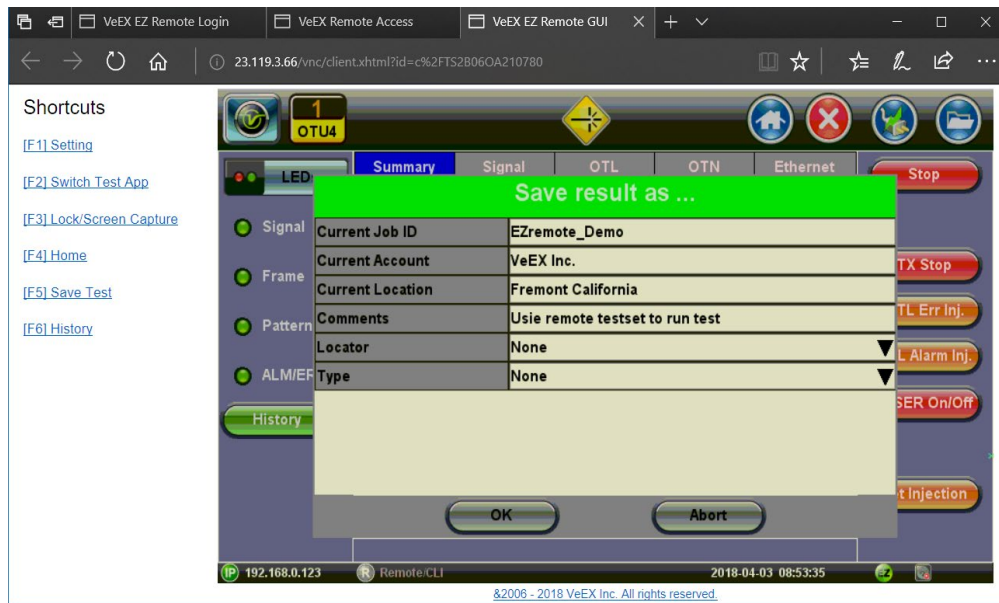 VeEX EZ Remote Login
VeEX Remote Access
VeEX EZ Remote GUI
23.119.3.66/vnc/client.xhtml?id=c%2FTS2B06OA210780
Shortcuts
[F1] Setting
[F2] Switch Test App
[F3] Lock/Screen Capture
[F4] Home
[F5] Save Test
[F6] History
1
OTU4
LED
Summary
Signal
OTL
OTN
Ethernet
Stop
Save result as ...
Signal
Frame
Pattern
ALM/ER
History
Current Job ID
EZremote_Demo
Current Account
VeEX Inc.
Current Location
Fremont California
Comments
Usie remote testset to run test
Locator
None
Type
None
TX Stop
TL Err Inj.
L Alarm Inj.
SER On/Off
t Injection
OK
Abort
IP 192.168.0.123
R Remote/CLI
2018-04-03 08:53:35
EZ
&2006 - 2018 VeEX Inc. All rights reserved.